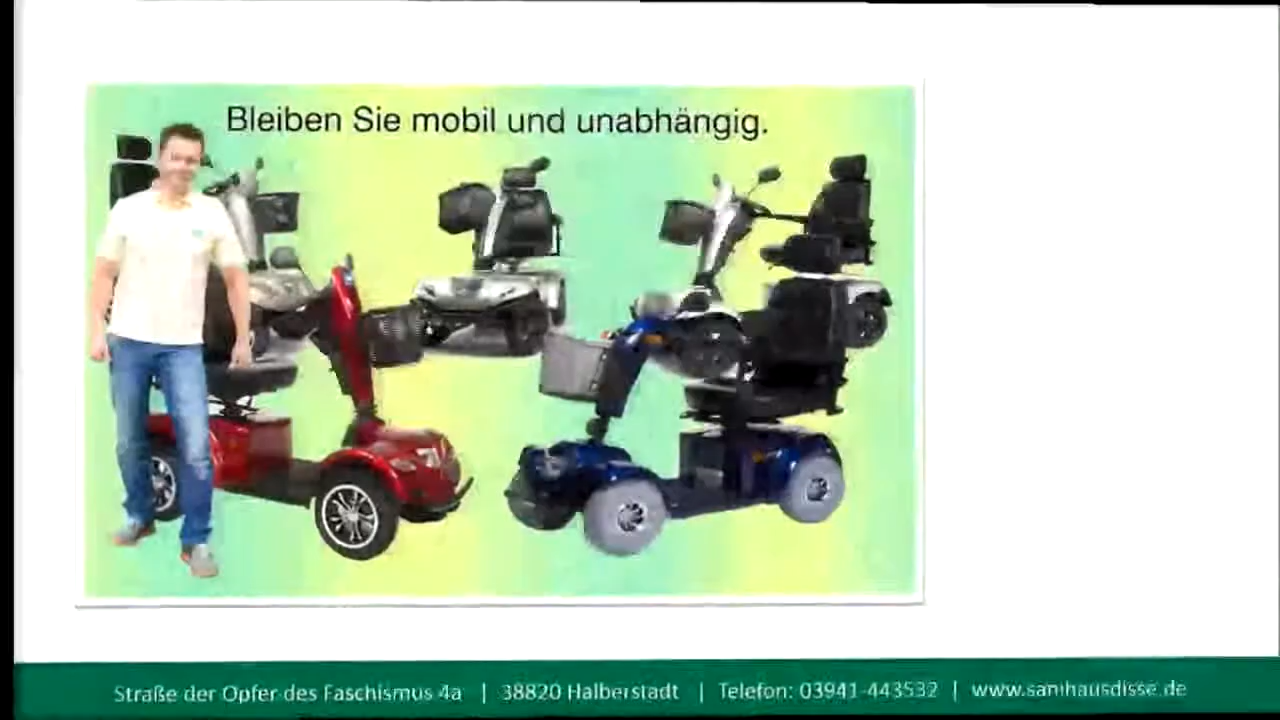 Bleiben Sie mobil und unabhängig.
Straße der Opfer des Faschismus 4a | 38820 Halberstadt | Telefon: 03941-443532 | www.sanihausdisse.de